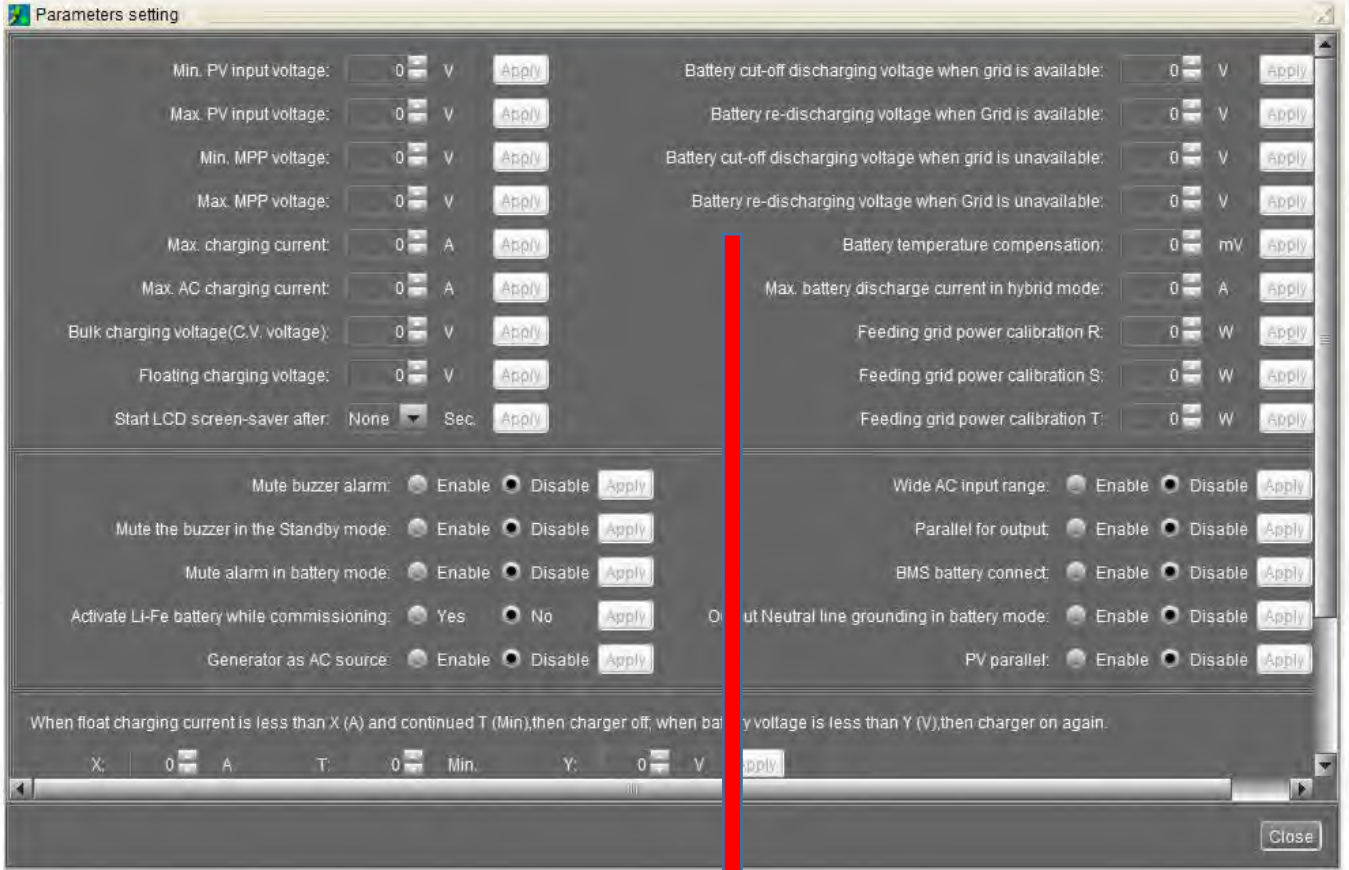 Parameters setting
Min. PV input voltage: 0 V Apply Battery cut-off discharging voltage when grid is available: 0 V Apply
Max. PV input voltage: 0 V Apply Battery re-discharging voltage when Grid is available: 0 V Apply
Min. MPP voltage: 0 V Apply Battery cut-off discharging voltage when grid is unavailable: 0 V Apply
Max. MPP voltage: 0 V Apply Battery re-discharging voltage when Grid is unavailable: 0 V Apply
Max. charging current: 0 A Apply Battery temperature compensation: 0 mV Apply
Max. AC charging current: 0 A Apply Max. battery discharge current in hybrid mode: 0 A Apply
Bulk charging voltage(C.V. voltage): 0 V Apply Feeding grid power calibration R: 0 W Apply
Floating charging voltage: 0 V Apply Feeding grid power calibration S: 0 W Apply
Start LCD screen-saver after: None Sec. Apply Feeding grid power calibration T: 0 W Apply
Mute buzzer alarm: Enable Disable Apply Wide AC input range: Enable Disable Apply
Mute the buzzer in the Standby mode: Enable Disable Apply Parallel for output: Enable Disable Apply
Mute alarm in battery mode: Enable Disable Apply BMS battery connect: Enable Disable Apply
Activate Li-Fe battery while commissioning: Yes No Apply Neutral line grounding in battery mode: Enable Disable Apply
Generator as AC source: Enable Disable Apply PV parallel: Enable Disable Apply
When float charging current is less than X (A) and continued T (Min),then charger off, when voltage is less than Y (V),then charger on again.
X: 0 A T: 0 Min. Y: 0 V Apply
Close